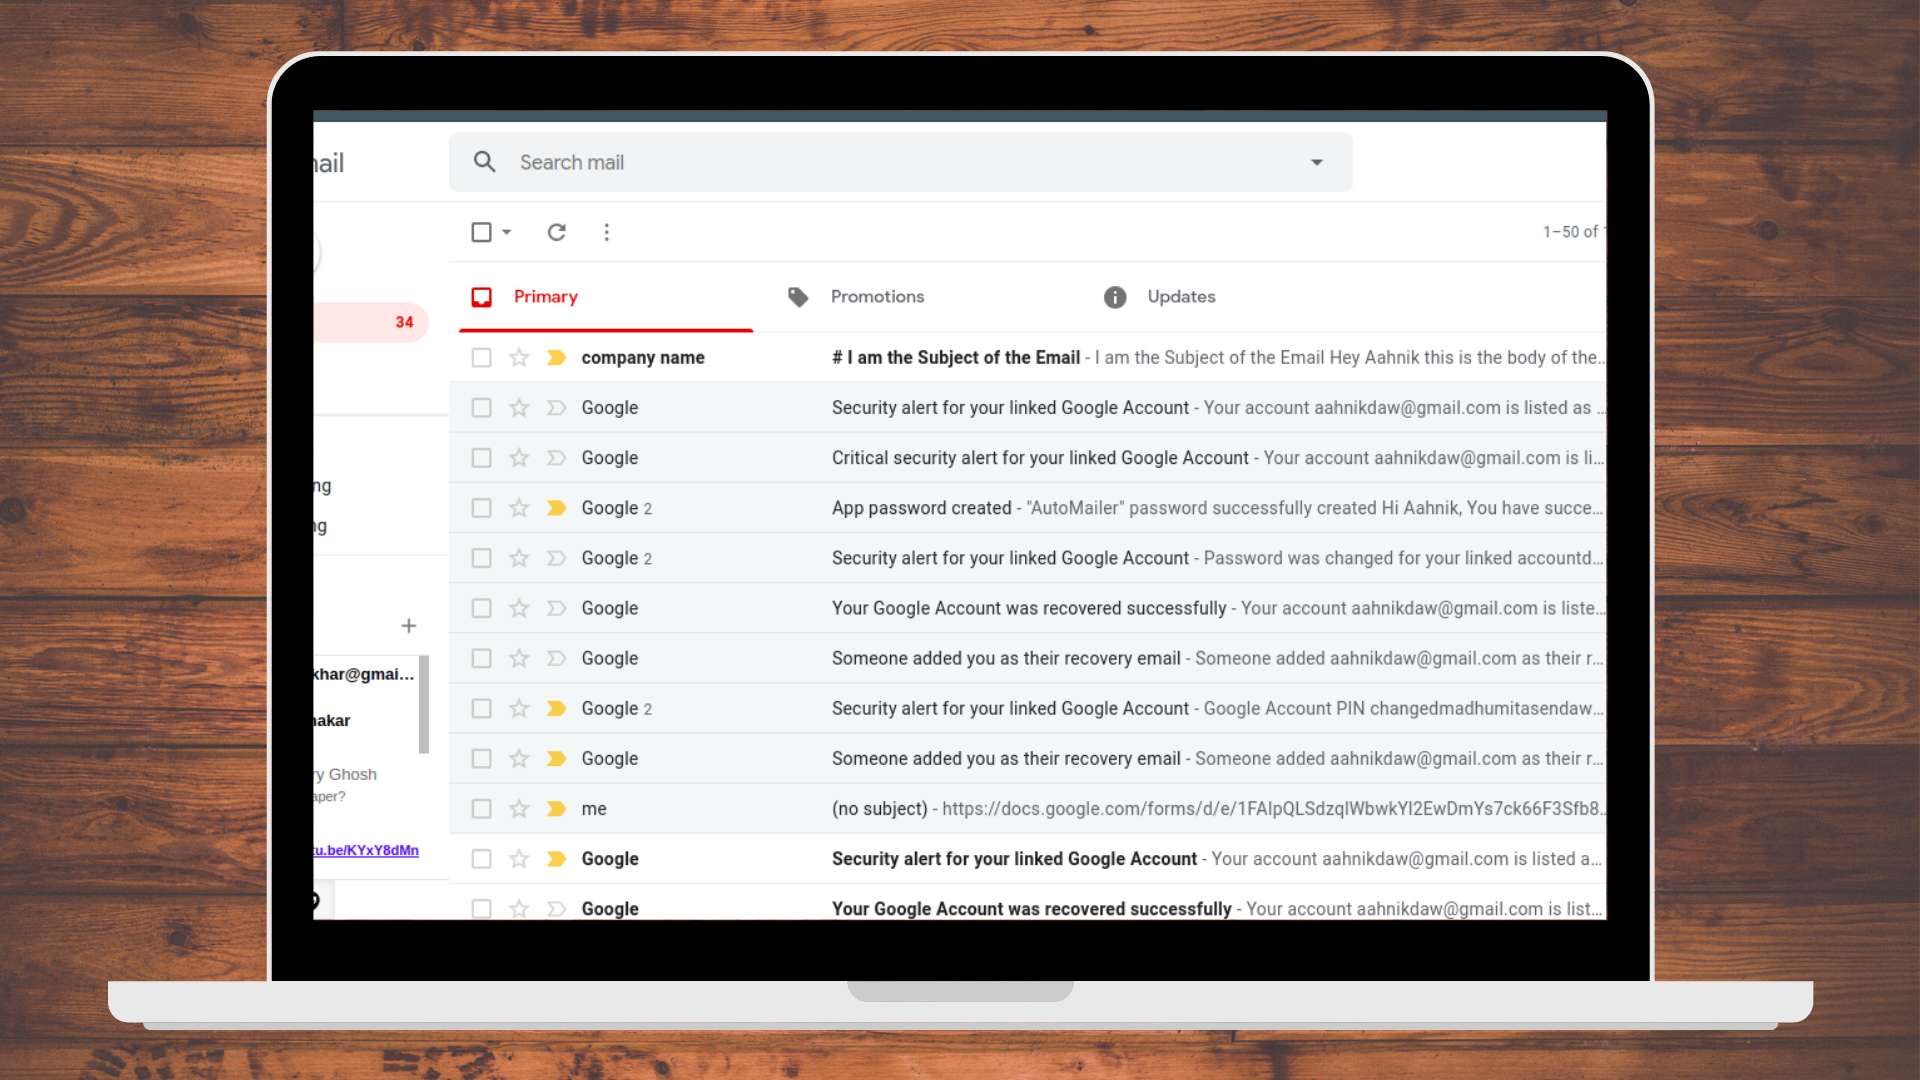 ail
Search mail
1–50 of
Primary
Promotions
Updates
34
company name # I am the Subject of the Email - I am the Subject of the Email Hey Aahnik this is the body of the...
Google Security alert for your linked Google Account - Your account aahnikdaw@gmail.com is listed as ...
Google Critical security alert for your linked Google Account - Your account aahnikdaw@gmail.com is li...
Google 2 App password created - "AutoMailer" password successfully created Hi Aahnik, You have succe...
Google 2 Security alert for your linked Google Account - Password was changed for your linked accountd...
Google Your Google Account was recovered successfully - Your account aahnikdaw@gmail.com is liste...
Google Someone added you as their recovery email - Someone added aahnikdaw@gmail.com as their r...
Google 2 Security alert for your linked Google Account - Google Account PIN changedmadhumitasendaw...
Google Someone added you as their recovery email - Someone added aahnikdaw@gmail.com as their r...
me (no subject) - https://docs.google.com/forms/d/e/1FAIpQLSdzqlWbwkYl2EwDmYs7ck66F3Sfb8...
Google Security alert for your linked Google Account - Your account aahnikdaw@gmail.com is listed a...
Google Your Google Account was recovered successfully - Your account aahnikdaw@gmail.com is list...
ng
ng
khar@gmai...
nakar
ry Ghosh
aper?
tu.be/KYxY8dMn